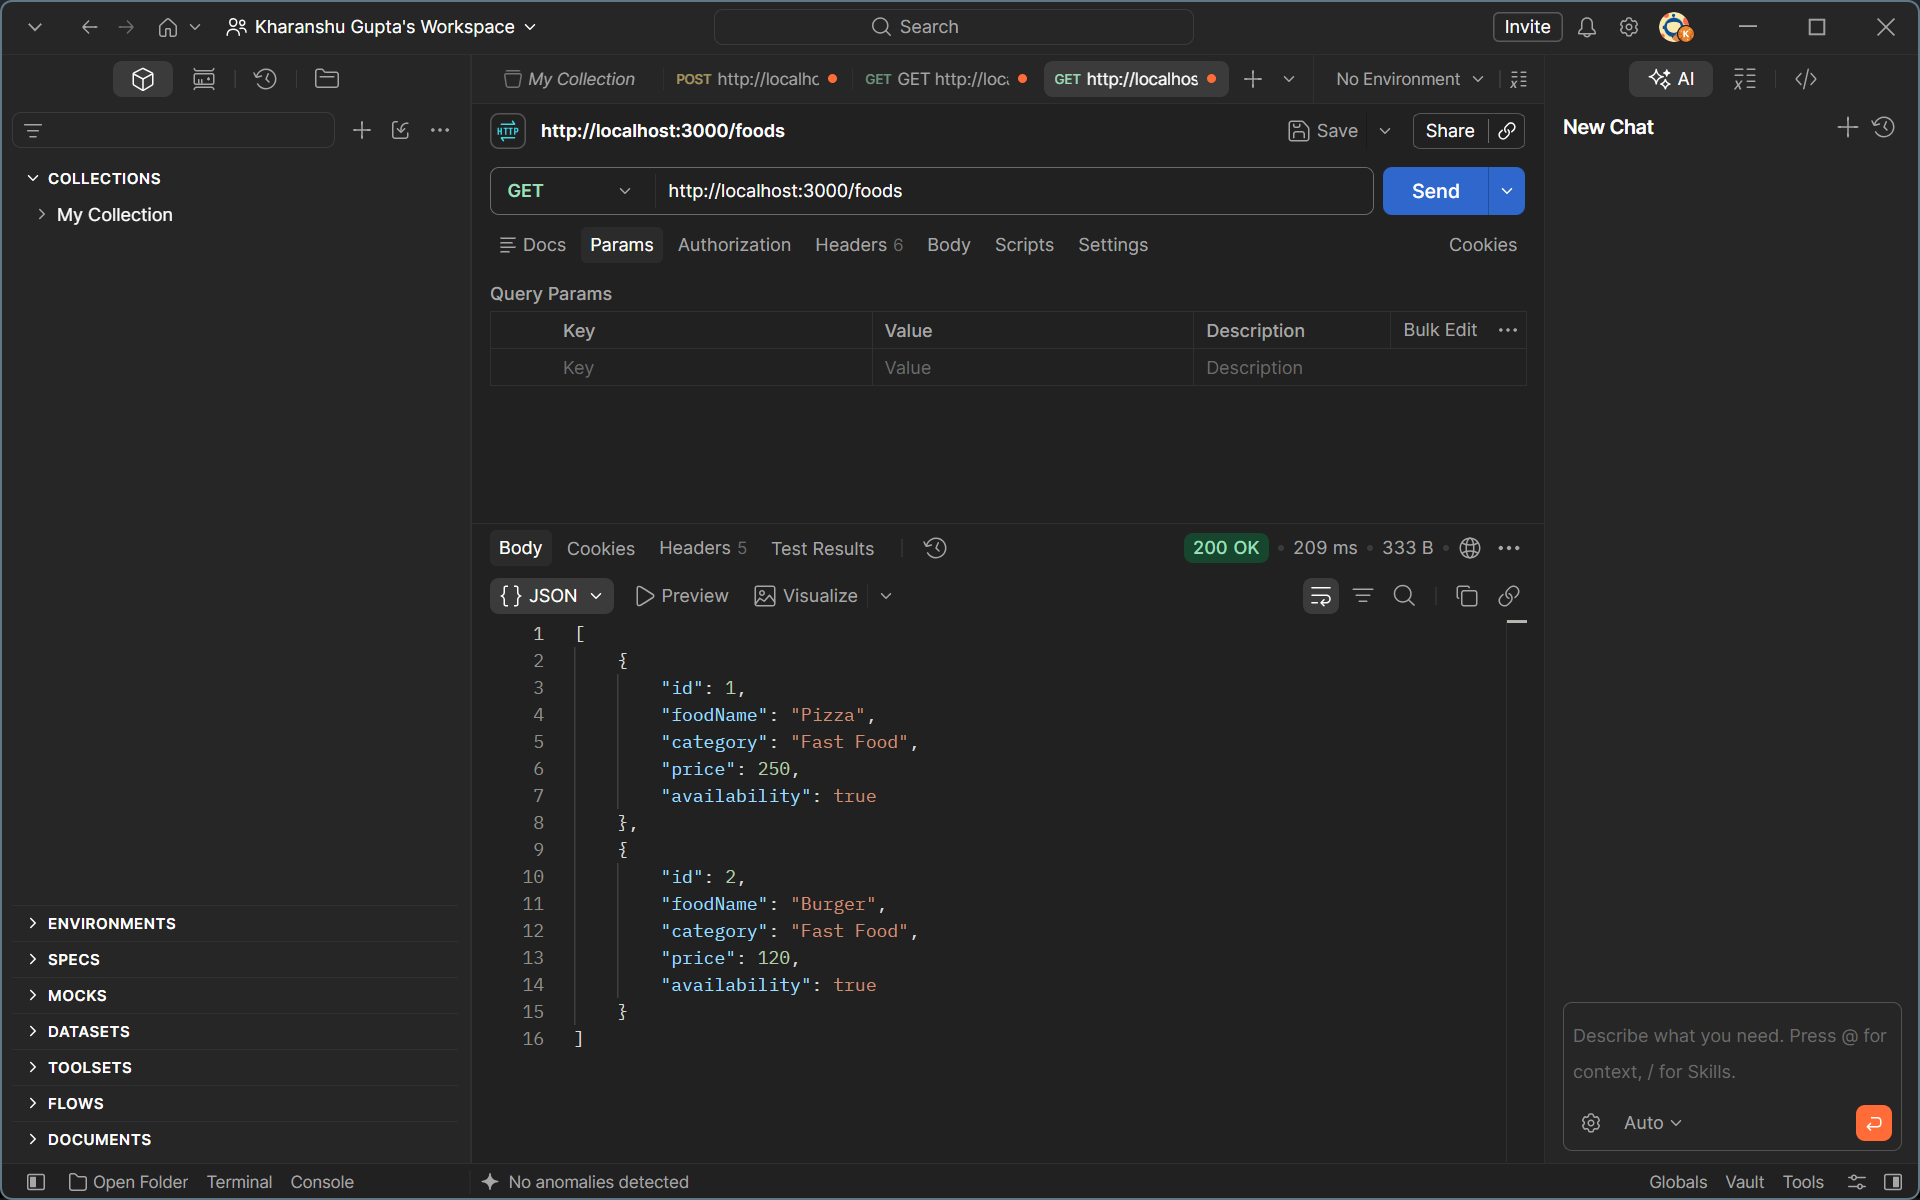 Kharanshu Gupta's Workspace
Search
Invite
K
My Collection
POST http://localhc
GET GET http://loca
GET http://localhos
No Environment
AI
COLLECTIONS
My Collection
HTTP
http://localhost:3000/foods
Save
Share
New Chat
GET
http://localhost:3000/foods
Send
Docs
Params
Authorization
Headers 6
Body
Scripts
Settings
Cookies
Query Params
Key
Value
Description
Bulk Edit
Key
Value
Description
Body
Cookies
Headers 5
Test Results
200 OK
209 ms
333 B
{} JSON
Preview
Visualize
1 [
2 {
3 "id": 1,
4 "foodName": "Pizza",
5 "category": "Fast Food",
6 "price": 250,
7 "availability": true
8 },
9 {
10 "id": 2,
11 "foodName": "Burger",
12 "category": "Fast Food",
13 "price": 120,
14 "availability": true
15 }
16 ]
ENVIRONMENTS
SPECS
MOCKS
DATASETS
TOOLSETS
FLOWS
DOCUMENTS
Describe what you need. Press @ for
context, / for Skills.
Auto
Open Folder
Terminal
Console
No anomalies detected
Globals
Vault
Tools